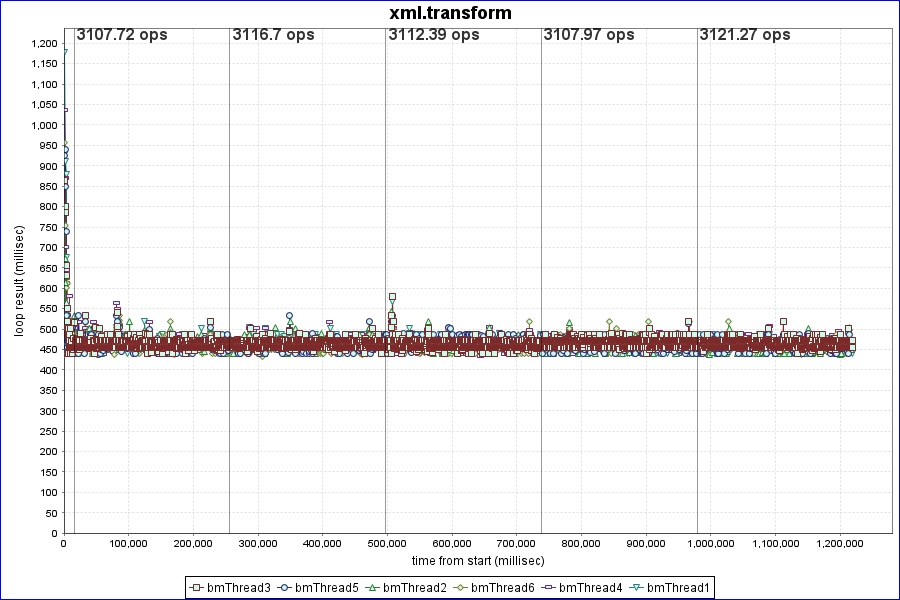 xml.transform
3107.72 ops
3116.7 ops
3112.39 ops
3107.97 ops
3121.27 ops
loop loop result (millisec)
1,200
1,150
1,100
1,050
1,000
950
900
850
800
750
700
650
600
550
500
450
400
350
300
250
200
150
100
50
0
0
100,000
200,000
300,000
400,000
500,000
600,000
700,000
800,000
900,000
1,000,000
1,100,000
1,200,000
time from start (millisec)
bmThread3
bmThread5
bmThread2
bmThread6
bmThread4
bmThread1